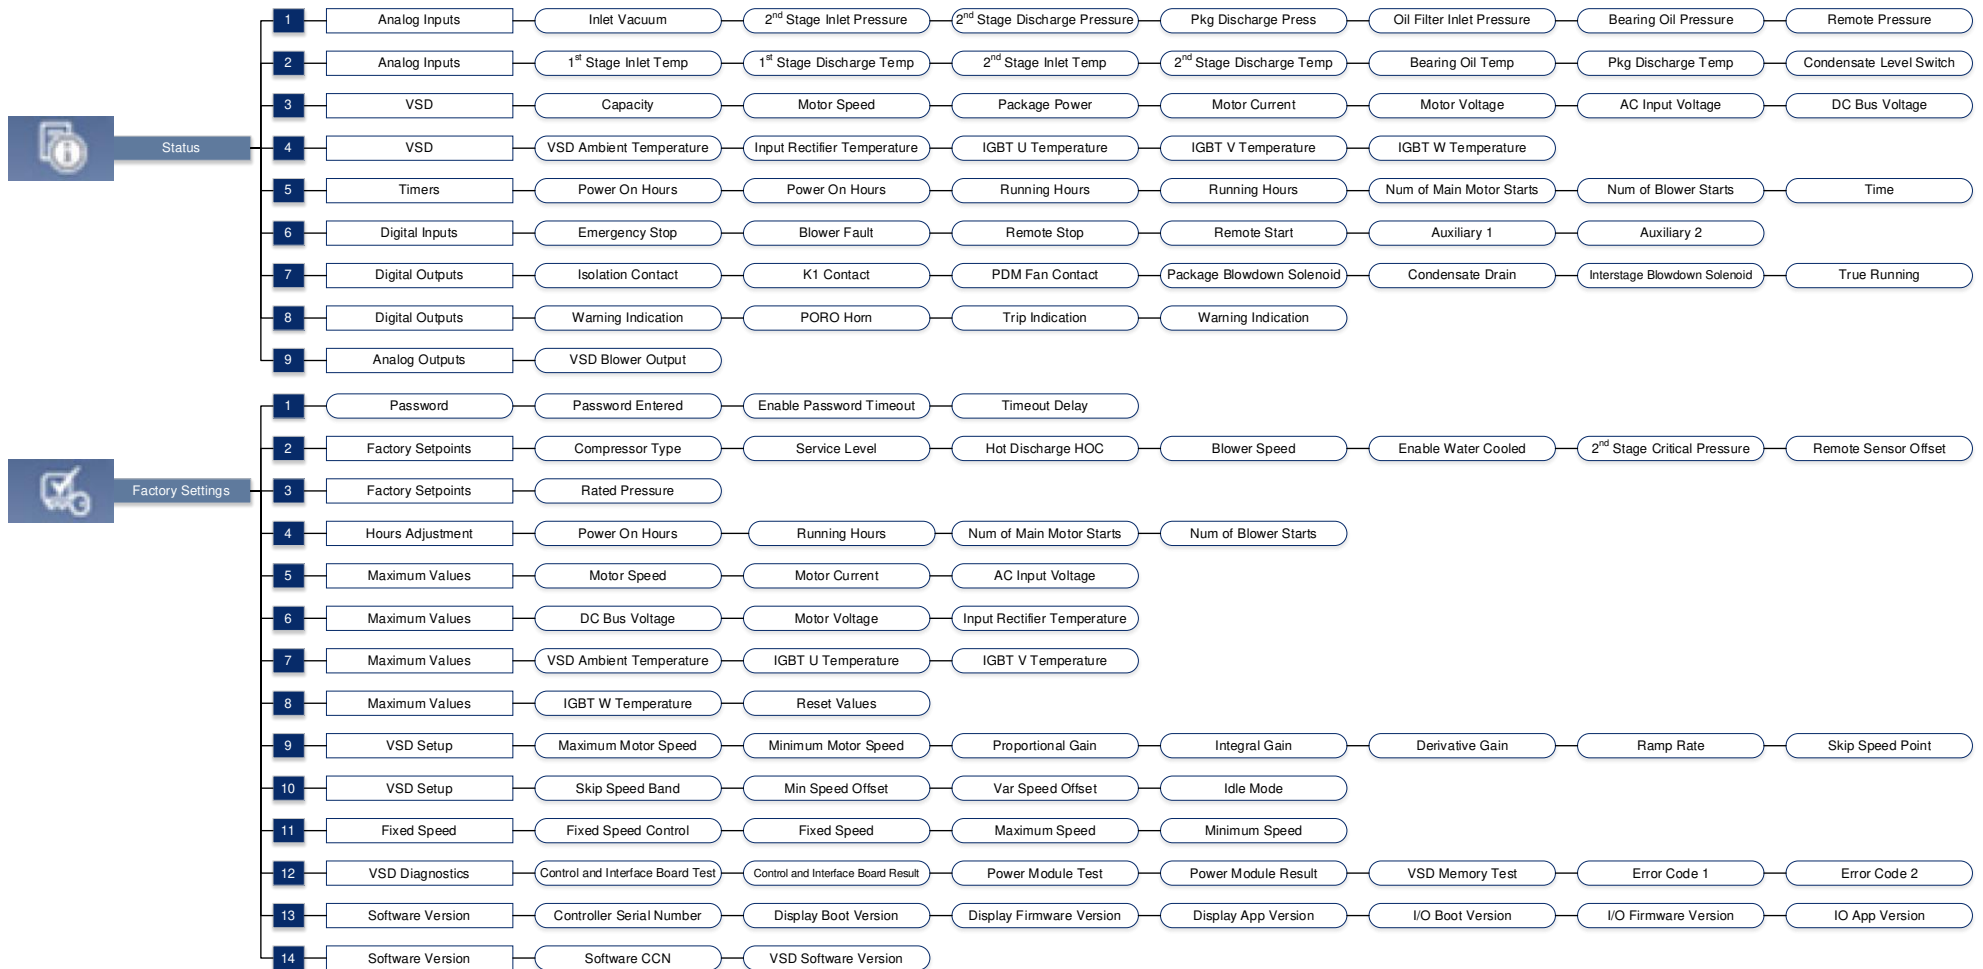 1 Analog Inputs Inlet Vacuum 2nd Stage Inlet Pressure 2nd Stage Discharge Pressure Pkg Discharge Press Oil Filter Inlet Pressure Bearing Oil Pressure Remote Pressure
2 Analog Inputs 1st Stage Inlet Temp 1st Stage Discharge Temp 2nd Stage Inlet Temp 2nd Stage Discharge Temp Bearing Oil Temp Pkg Discharge Temp Condensate Level Switch
3 VSD Capacity Motor Speed Package Power Motor Current Motor Voltage AC Input Voltage DC Bus Voltage
Status 4 VSD VSD Ambient Temperature Input Rectifier Temperature IGBT U Temperature IGBT V Temperature IGBT W Temperature
5 Timers Power On Hours Power On Hours Running Hours Running Hours Num of Main Motor Starts Num of Blower Starts Time
6 Digital Inputs Emergency Stop Blower Fault Remote Stop Remote Start Auxiliary 1 Auxiliary 2
7 Digital Outputs Isolation Contact K1 Contact PDM Fan Contact Package Blowdown Solenoid Condensate Drain Interstage Blowdown Solenoid True Running
8 Digital Outputs Warning Indication PORO Horn Trip Indication Warning Indication
9 Analog Outputs VSD Blower Output
1 Password Password Entered Enable Password Timeout Timeout Delay
2 Factory Setpoints Compressor Type Service Level Hot Discharge HOC Blower Speed Enable Water Cooled 2nd Stage Critical Pressure Remote Sensor Offset
Factory Settings 3 Factory Setpoints Rated Pressure
4 Hours Adjustment Power On Hours Running Hours Num of Main Motor Starts Num of Blower Starts
5 Maximum Values Motor Speed Motor Current AC Input Voltage
6 Maximum Values DC Bus Voltage Motor Voltage Input Rectifier Temperature
7 Maximum Values VSD Ambient Temperature IGBT U Temperature IGBT V Temperature
8 Maximum Values IGBT W Temperature Reset Values
9 VSD Setup Maximum Motor Speed Minimum Motor Speed Proportional Gain Integral Gain Derivative Gain Ramp Rate Skip Speed Point
10 VSD Setup Skip Speed Band Min Speed Offset Var Speed Offset Idle Mode
11 Fixed Speed Fixed Speed Control Fixed Speed Maximum Speed Minimum Speed
12 VSD Diagnostics Control and Interface Board Test Control and Interface Board Result Power Module Test Power Module Result VSD Memory Test Error Code 1 Error Code 2
13 Software Version Controller Serial Number Display Boot Version Display Firmware Version Display App Version I/O Boot Version I/O Firmware Version IO App Version
14 Software Version Software CCN VSD Software Version